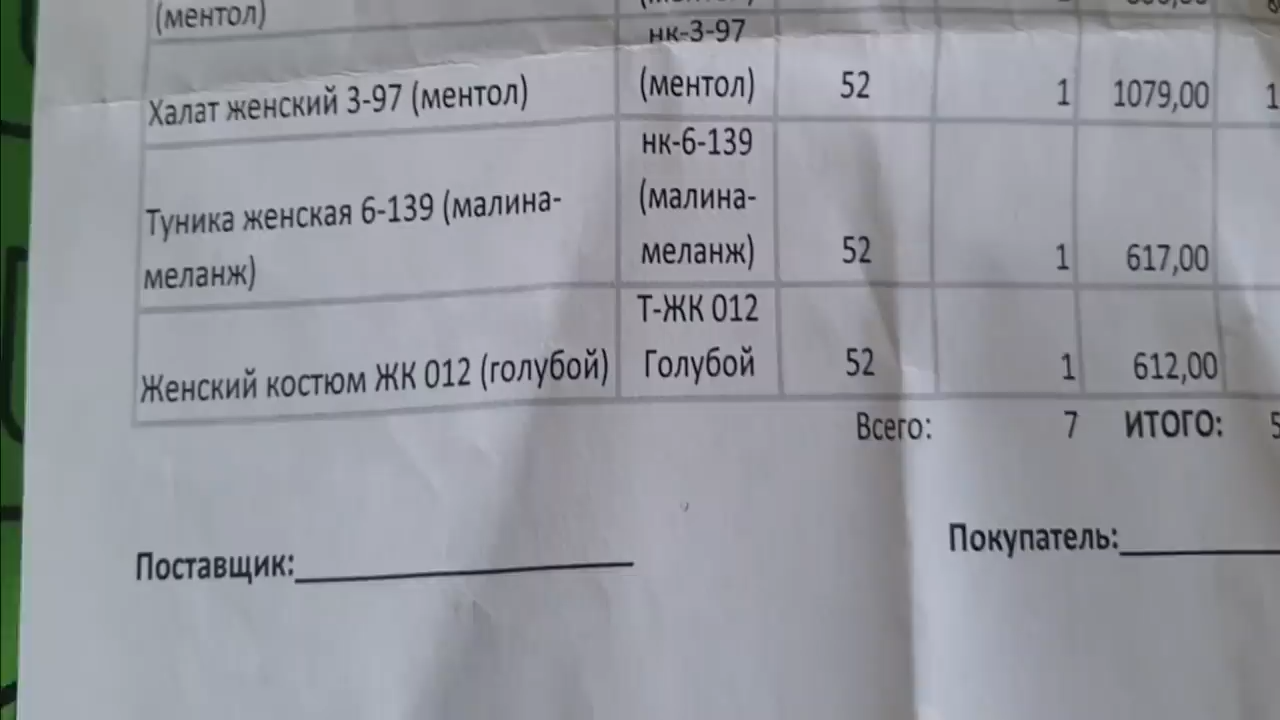 (ментол)
нк-3-97
Халат женский 3-97 (ментол) (ментол) 52 1 1079,00
нк-6-139
Туника женская 6-139 (малина- (малина-
меланж) меланж) 52 1 617,00
Т-ЖК 012
Женский костюм ЖК 012 (голубой) Голубой 52 1 612,00
Всего: 7 ИТОГО:
Поставщик:
Покупатель: